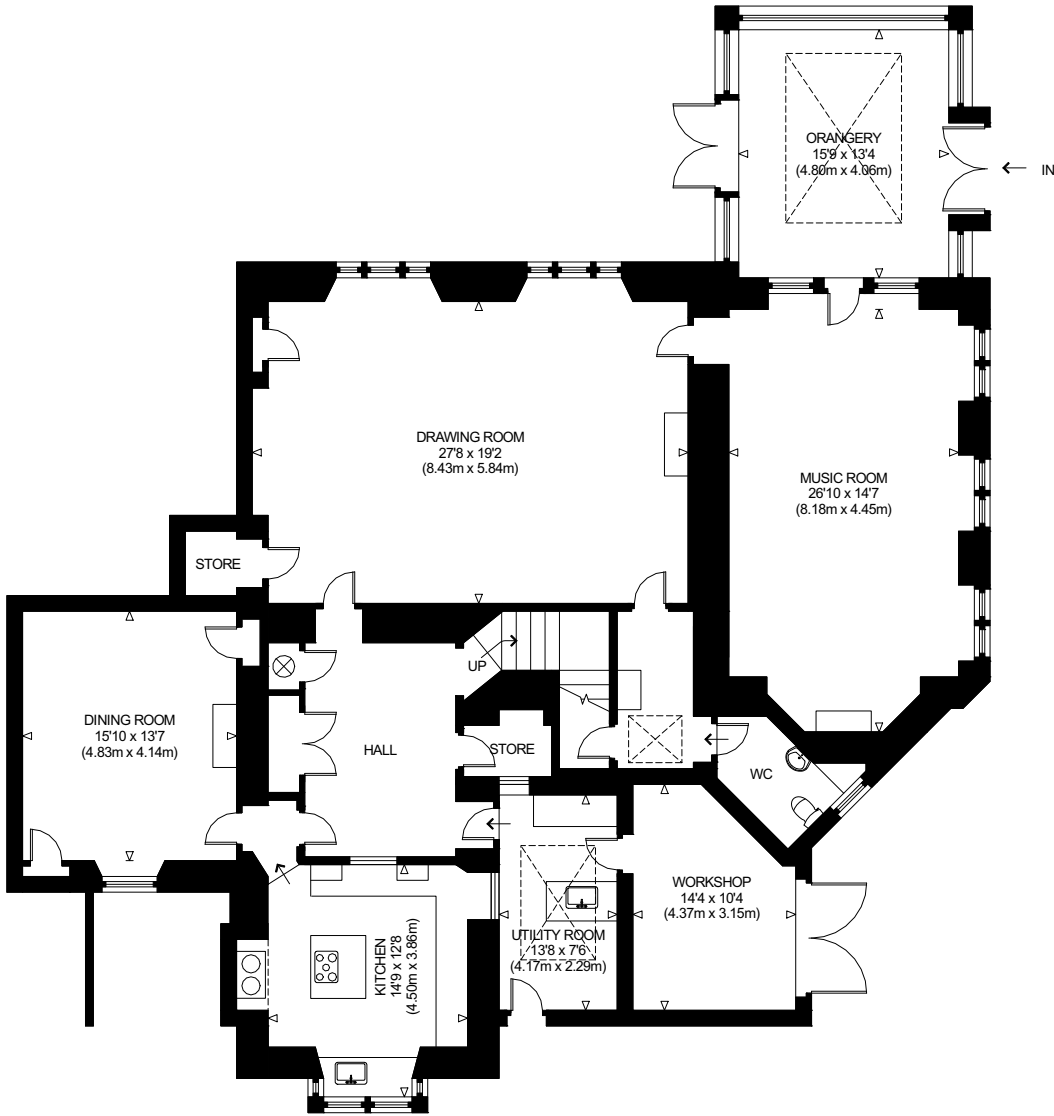 ORANGERY
15'9 x 13'4
(4.80m x 4.06m)
IN
DRAWING ROOM
27'8 x 19'2
(8.43m x 5.84m)
MUSIC ROOM
26'10 x 14'7
(8.18m x 4.45m)
STORE
UP
DINING ROOM
15'10 x 13'7
(4.83m x 4.14m)
HALL
STORE
WC
WORKSHOP
14'4 x 10'4
(4.37m x 3.15m)
UTILITY ROOM
13'8 x 7'6
(4.17m x 2.29m)
KITCHEN
14'9 x 12'8
(4.50m x 3.86m)